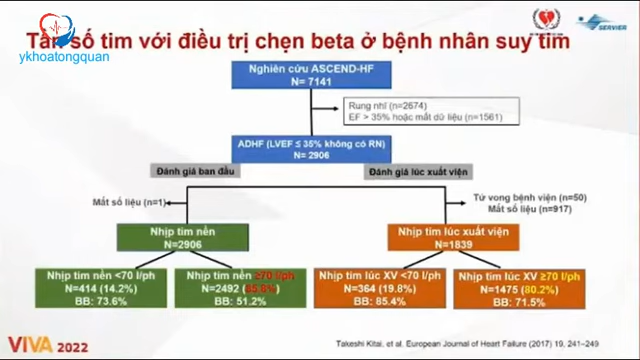 SERVIER
Tần số tim với điều trị chẹn beta ở bệnh nhân suy tim
ykhoatongquan
Nghiên cứu ASCEND-HF
N= 7141
Rung nhĩ (n=2674)
EF > 35% hoặc mất dữ liệu (n=1561)
ADHF (LVEF ≤ 35% không có RN)
N= 2906
Đánh giá ban đầu
Đánh giá lúc xuất viện
Mất số liệu (n=1)
Tử vong bệnh viện (n=50)
Mất số liệu (n=917)
Nhịp tim nền
N=2906
Nhịp tim lúc xuất viện
N=1839
Nhịp tim nền <70 l/ph
N=414 (14.2%)
BB: 73.6%
Nhịp tim nền ≥70 l/ph
N=2492 (85.8%)
BB: 51.2%
Nhịp tim lúc XV <70 l/ph
N=364 (19.8%)
BB: 85.4%
Nhịp tim lúc XV ≥70 l/ph
N=1475 (80.2%)
BB: 71.5%
VIVA 2022
Takeshi Kitai, et al. European Journal of Heart Failure (2017) 19, 241–249